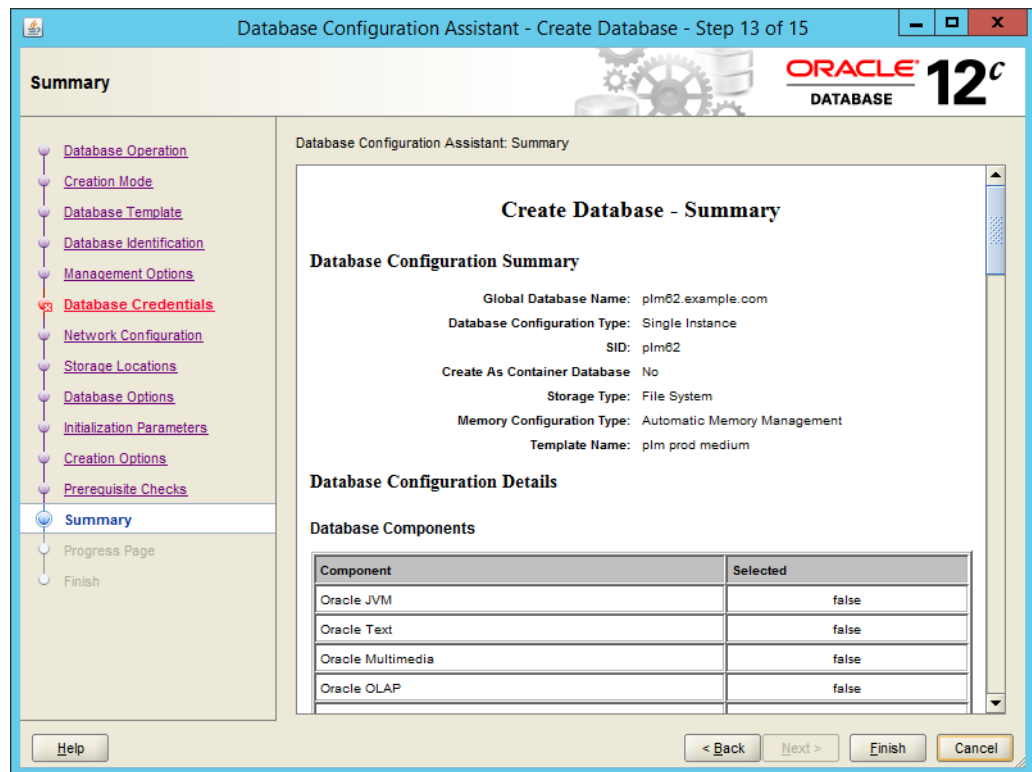 Database Configuration Assistant - Create Database - Step 13 of 15
Summary
ORACLE 12c
DATABASE
Database Operation
Creation Mode
Database Template
Database Identification
Management Options
Database Credentials
Network Configuration
Storage Locations
Database Options
Initialization Parameters
Creation Options
Prerequisite Checks
Summary
Progress Page
Finish
Database Configuration Assistant: Summary
Create Database - Summary
Database Configuration Summary
Global Database Name: plm62.example.com
Database Configuration Type: Single Instance
SID: plm62
Create As Container Database No
Storage Type: File System
Memory Configuration Type: Automatic Memory Management
Template Name: plm prod medium
Database Configuration Details
Database Components
Component Selected
Oracle JVM false
Oracle Text false
Oracle Multimedia false
Oracle OLAP false
Help < Back Next > Finish Cancel